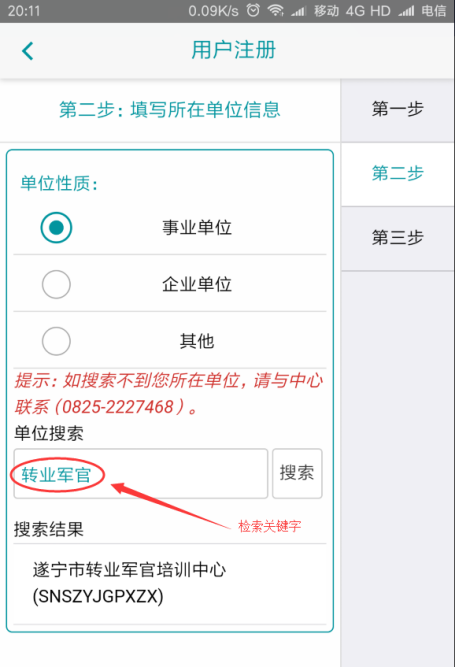 20:11 0.09K/s 移动 4G HD 电信
用户注册
第二步：填写所在单位信息
第一步
第二步
第三步
单位性质：
事业单位
企业单位
其他
提示：如搜索不到您所在单位，请与中心
联系（0825-2227468）。
单位搜索
转业军官 搜索
检索关键字
搜索结果
遂宁市转业军官培训中心
(SNSZYJGPXZX)